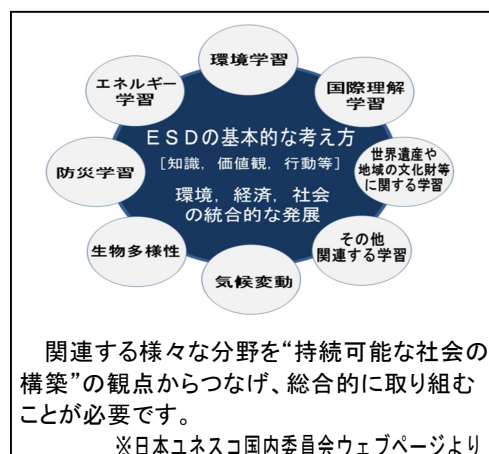 環境学習
エネルギー
学習
国際理解
学習
ESDの基本的な考え方
[知識，価値観，行動等]
環境，経済，社会
の統合的な発展
防災学習
世界遺産や
地域の文化財等
に関する学習
生物多様性
その他
関連する学習
気候変動
関連する様々な分野を“持続可能な社会の
構築”の観点からつなげ、総合的に取り組む
ことが必要です。
※日本ユネスコ国内委員会ウェブページより